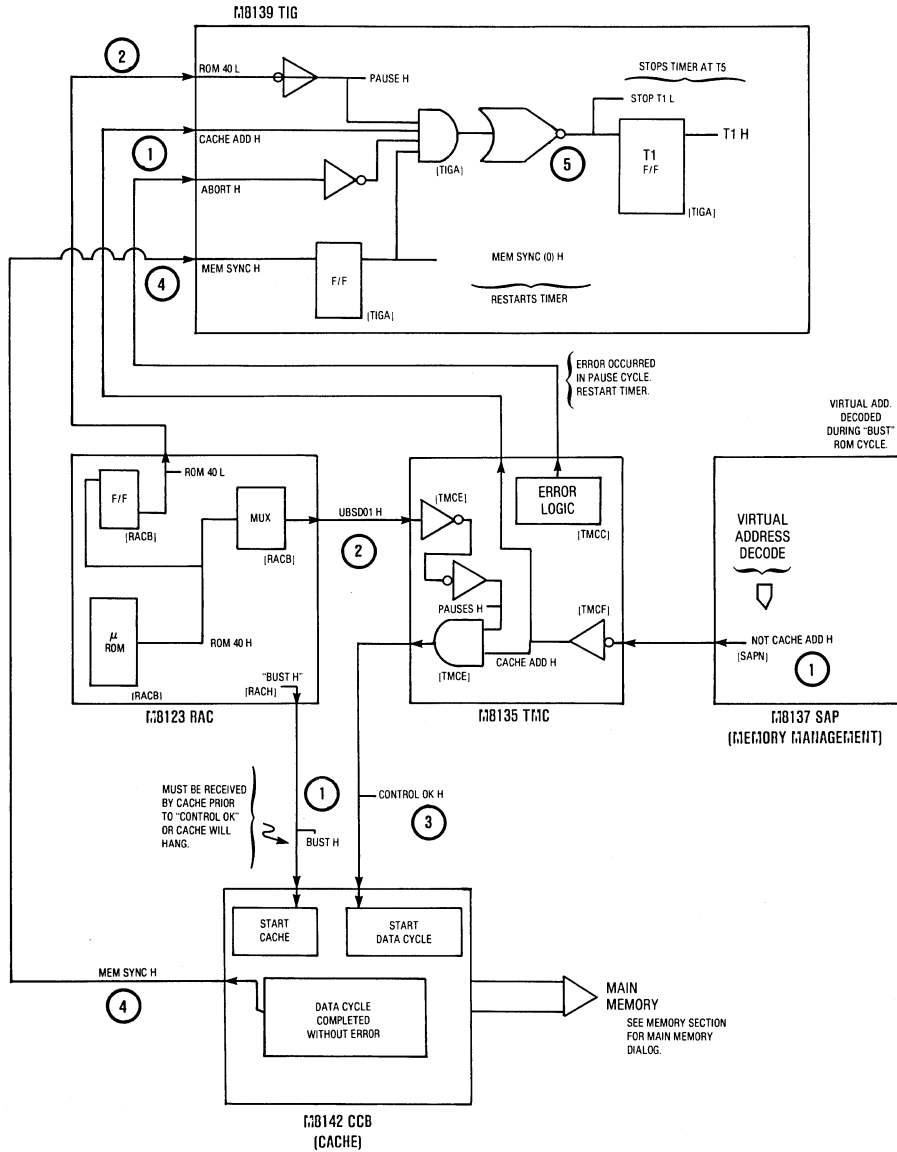 M8139 TIG
2
ROM 40 L
PAUSE H
STOPS TIMER AT T5
STOP T1 L
1
CACHE ADD H
[TIGA]
5
T1
F/F
T1 H
[TIGA]
ABORT H
4
MEM SYNC H
F/F
[TIGA]
MEM SYNC (0) H
RESTARTS TIMER
ERROR OCCURRED
IN PAUSE CYCLE.
RESTART TIMER.
VIRTUAL ADD.
DECODED
DURING "BUST"
ROM CYCLE.
ROM 40 L
F/F
[RACB]
MUX
[RACB]
UBSD01 H
2
μ
ROM
[RACB]
ROM 40 H
"BUST H"
[RACH]
M8123 RAC
[TMCE]
ERROR
LOGIC
[TMCC]
PAUSES H
[TMCF]
CACHE ADD H
[TMCE]
M8135 TMC
VIRTUAL
ADDRESS
DECODE
NOT CACHE ADD H
[SAPN]
1
M8137 SAP
(MEMORY MANAGEMENT)
MUST BE RECEIVED
BY CACHE PRIOR
TO "CONTROL OK"
OR CACHE WILL
HANG.
1
BUST H
CONTROL OK H
3
START
CACHE
START
DATA CYCLE
MEM SYNC H
4
DATA CYCLE
COMPLETED
WITHOUT ERROR
MAIN
MEMORY
SEE MEMORY SECTION
FOR MAIN MEMORY
DIALOG.
M8142 CCB
(CACHE)